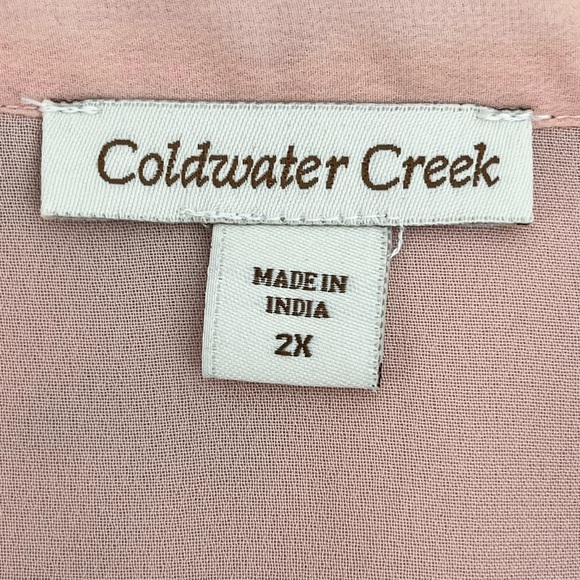 Coldwater Creek
MADE IN
INDIA
2X